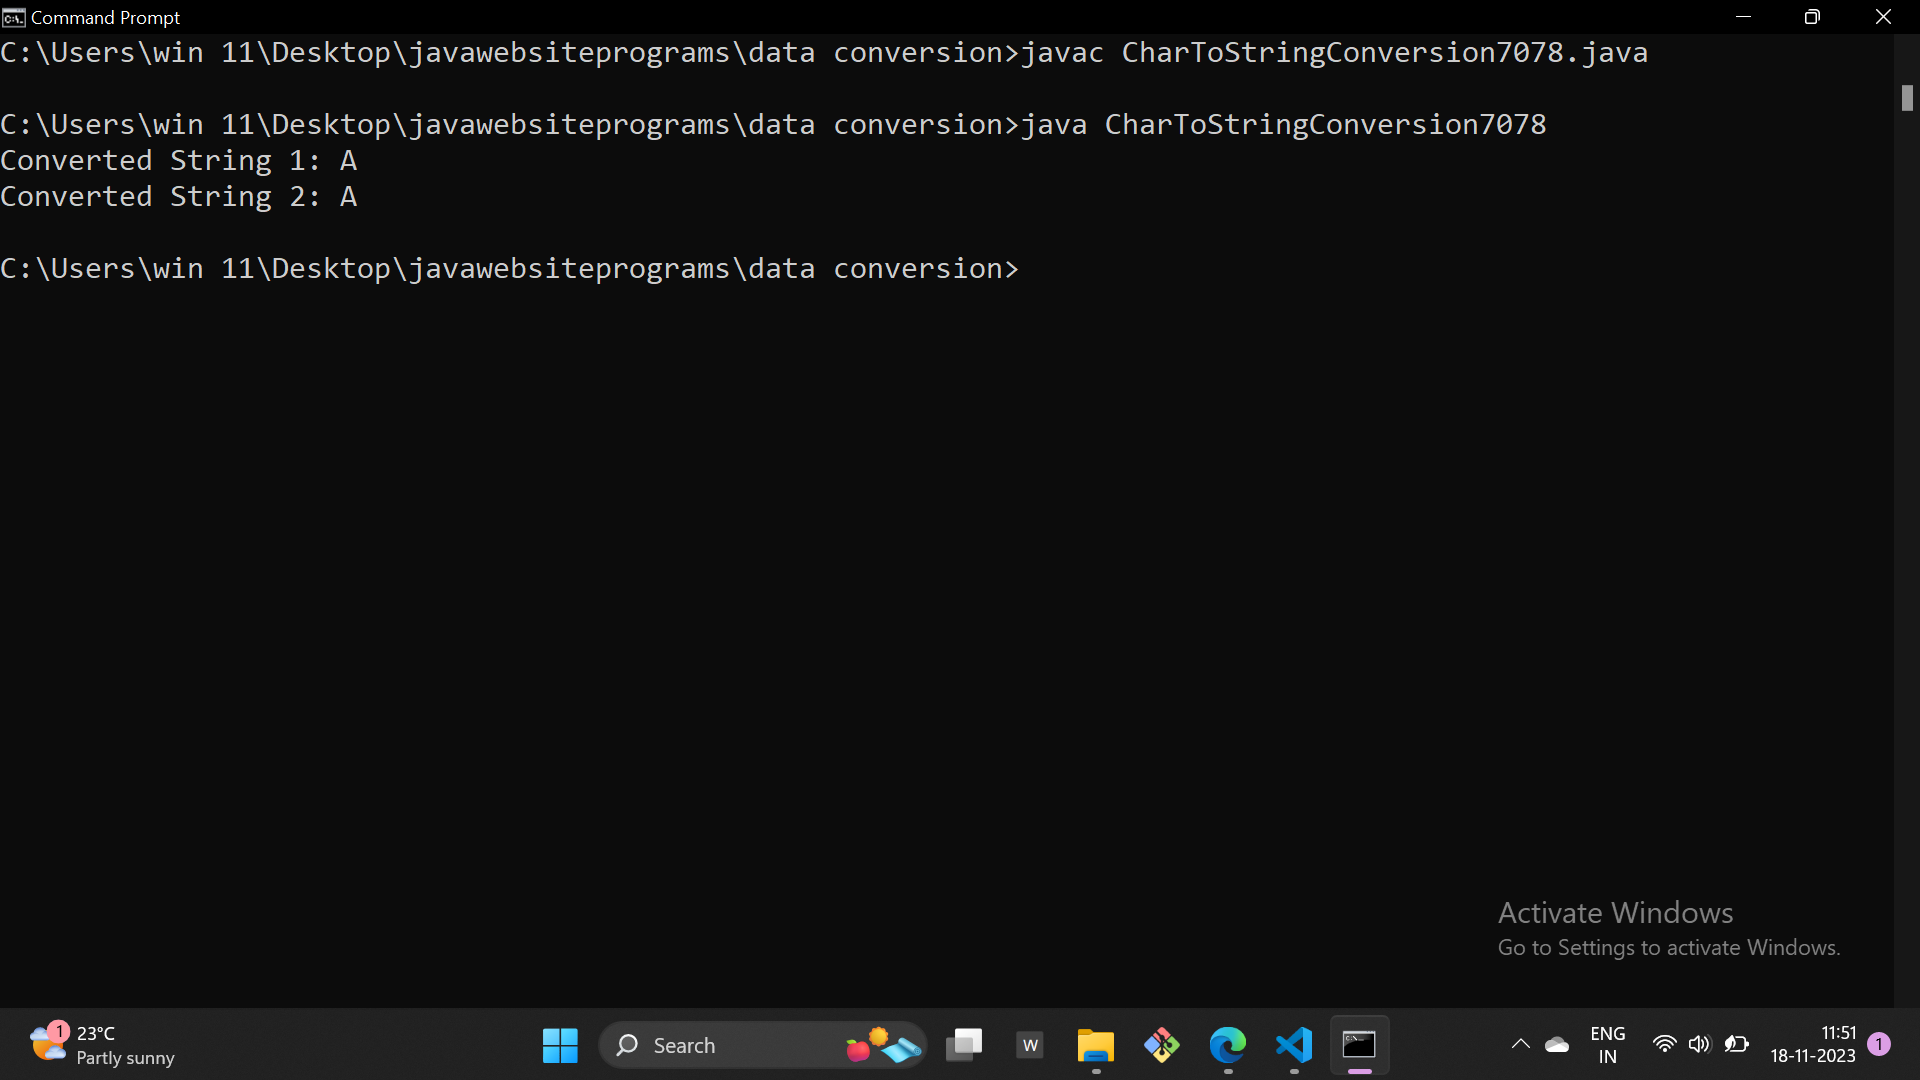 Command Prompt
C:\Users\win 11\Desktop\javawebsiteprograms\data conversion>javac CharToStringConversion7078.java
C:\Users\win 11\Desktop\javawebsiteprograms\data conversion>java CharToStringConversion7078
Converted String 1: A
Converted String 2: A
C:\Users\win 11\Desktop\javawebsiteprograms\data conversion>
Activate Windows
Go to Settings to activate Windows.
1
23°C
Partly sunny
Search
W
ENG
IN
11:51
18-11-2023
1